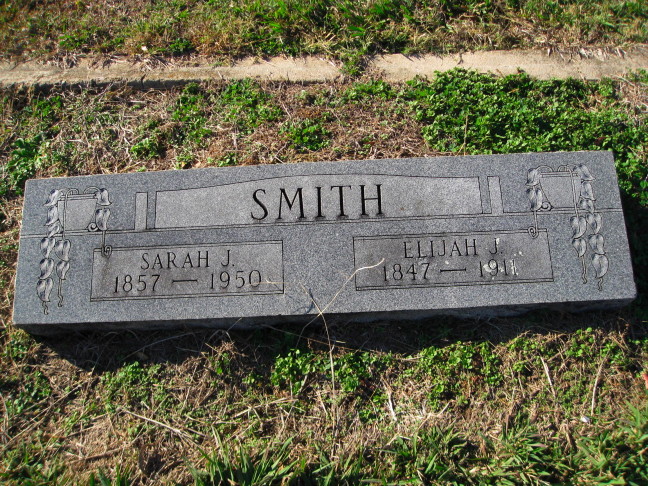 SMITH
SARAH J.
1857 — 1950
ELIJAH J.
1847 — 1911